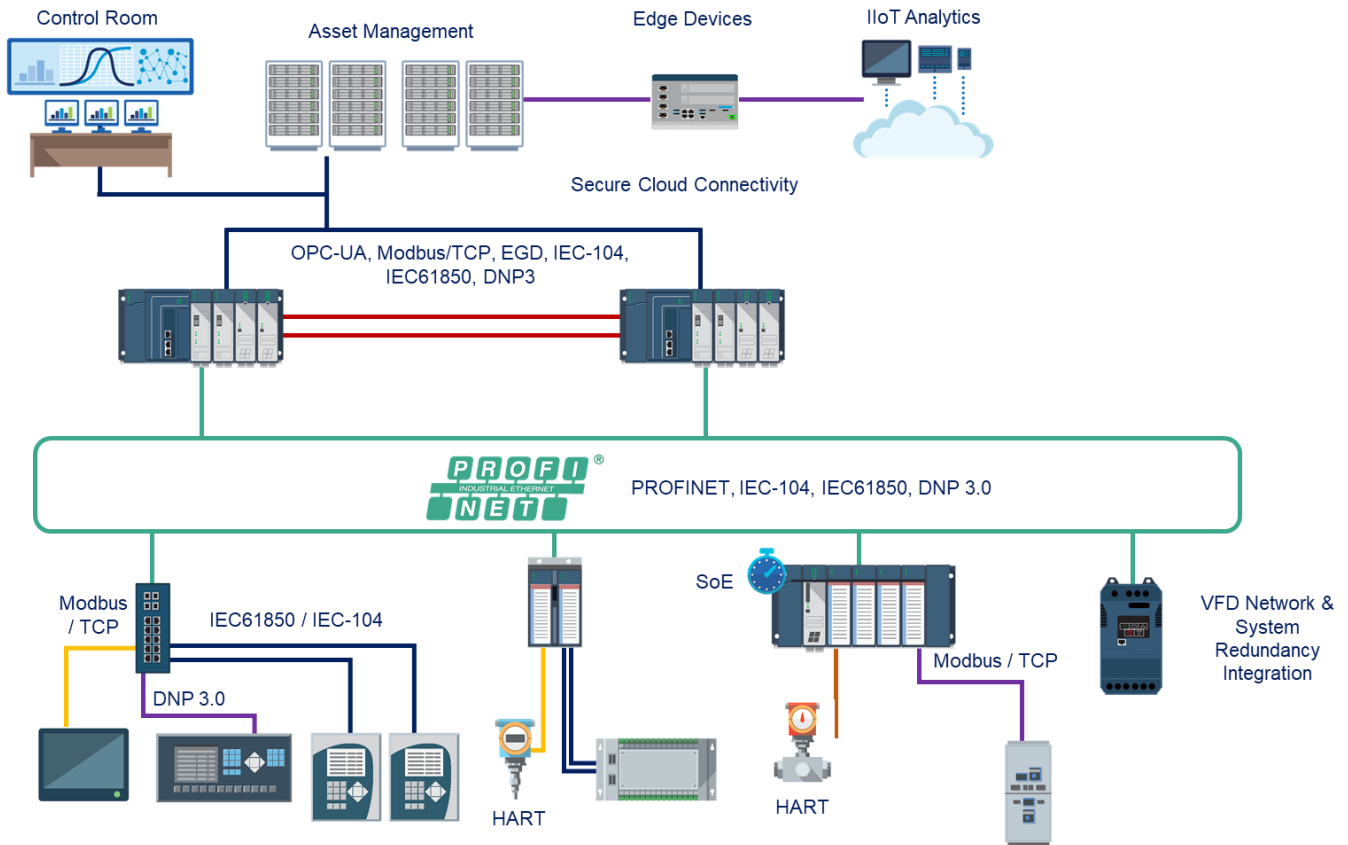 Control Room
Asset Management
Edge Devices
IIoT Analytics
Secure Cloud Connectivity
OPC-UA, Modbus/TCP, EGD, IEC-104,
IEC61850, DNP3
PROFI
®
INDUSTRIAL ETHERNET
NET
PROFINET, IEC-104, IEC61850, DNP 3.0
Modbus
/ TCP
IEC61850 / IEC-104
DNP 3.0
HART
SoE
HART
Modbus / TCP
VFD Network &
System
Redundancy
Integration